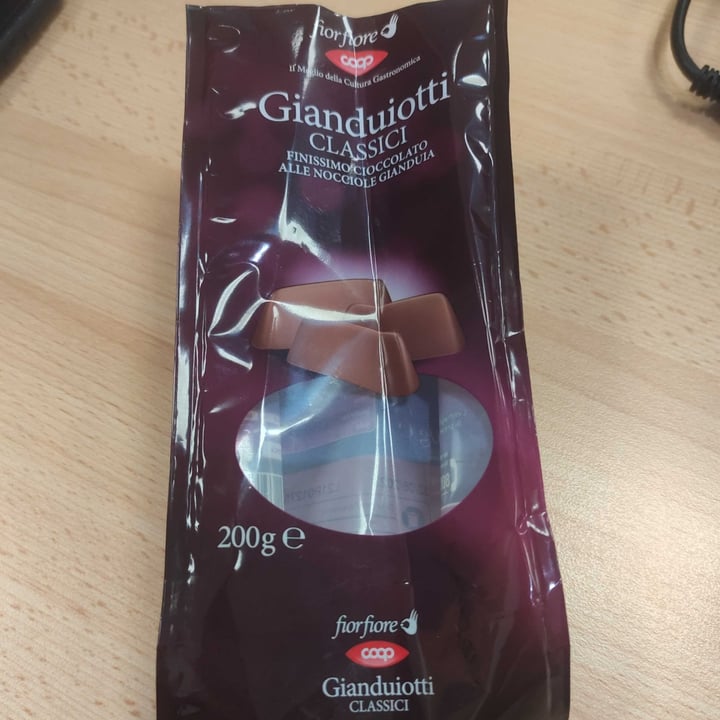 fiorfiore
coop
Il Meglio della Cultura Gastronomica
Gianduiotti
CLASSICI
FINISSIMO CIOCCOLATO
ALLE NOCCIOLE GIANDUIA
200g ℮
fiorfiore
coop
Gianduiotti
CLASSICI